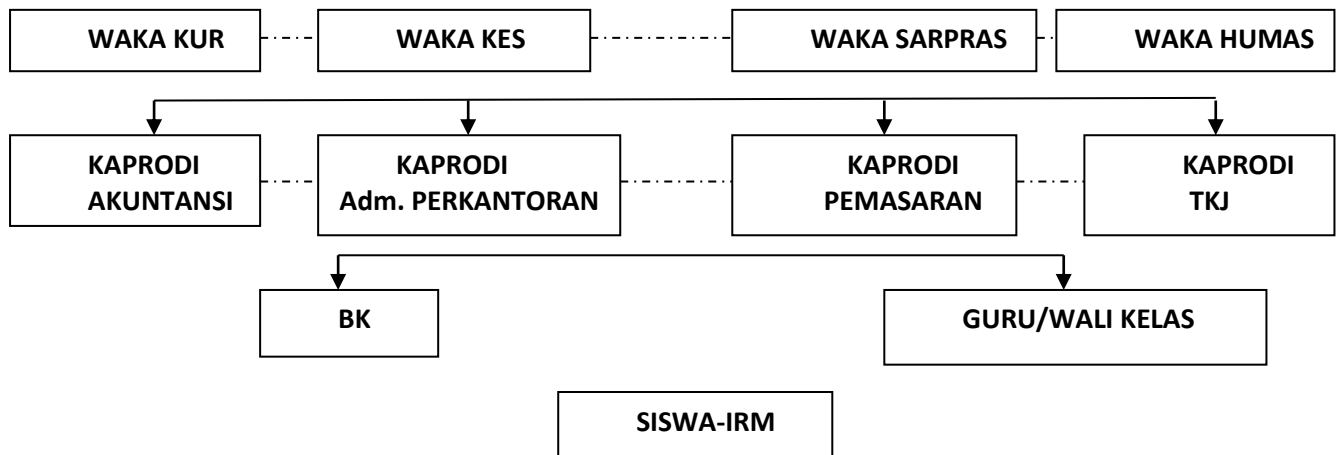 WAKA KUR
WAKA KES
WAKA SARPRAS
WAKA HUMAS
KAPRODI
AKUNTANSI
KAPRODI
Adm. PERKANTORAN
KAPRODI
PEMASARAN
KAPRODI
TKJ
BK
GURU/WALI KELAS
SISWA-IRM